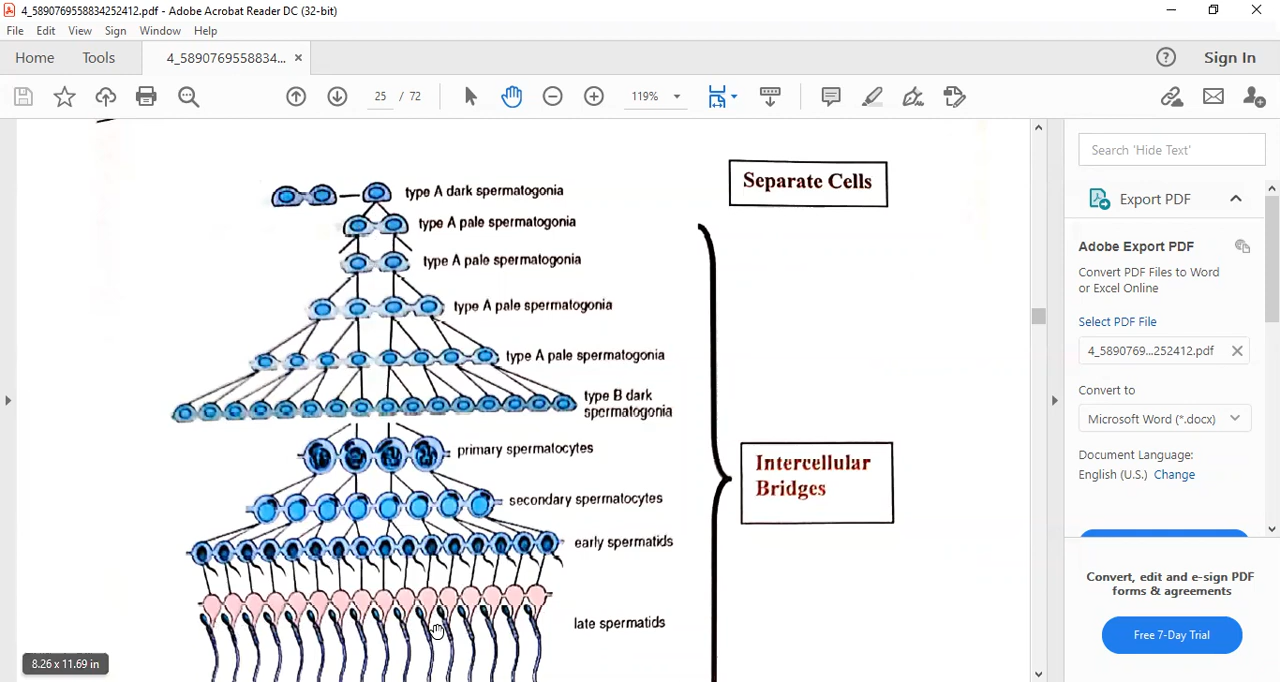 4_5890769558834252412.pdf - Adobe Acrobat Reader DC (32-bit)
File Edit View Sign Window Help
Home Tools 4_5890769558834... × Sign In
25 / 72 119%
Separate Cells
type A dark spermatogonia
type A pale spermatogonia
type A pale spermatogonia
type A pale spermatogonia
type A pale spermatogonia
type B dark
spermatogonia
primary spermatocytes
Intercellular
Bridges
secondary spermatocytes
early spermatids
late spermatids
8.26 x 11.69 in
Search 'Hide Text'
Export PDF
Adobe Export PDF
Convert PDF Files to Word
or Excel Online
Select PDF File
4_5890769...252412.pdf
Convert to
Microsoft Word (*.docx)
Document Language:
English (U.S.) Change
Convert, edit and e-sign PDF
forms & agreements
Free 7-Day Trial